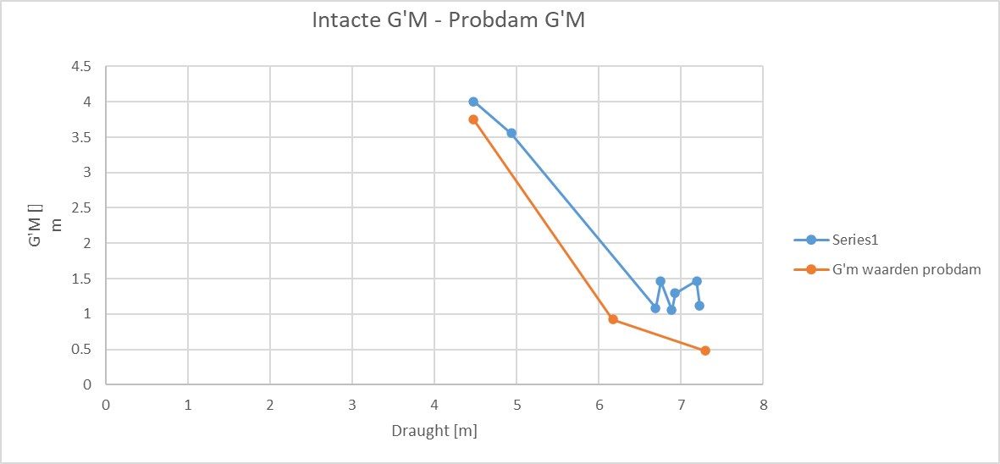 Intacte G'M - Probdam G'M
4.5
4
3.5
3
2.5
2
1.5
1
0.5
0
G'M []
m
0 1 2 3 4 5 6 7 8
Draught [m]
Series1
G'm waarden probdam